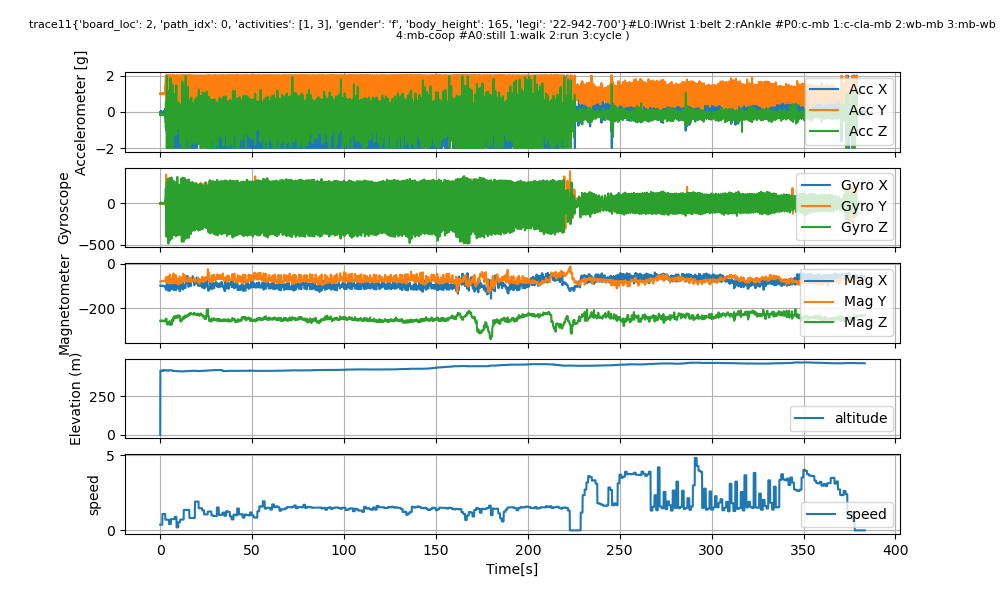 trace11{'board_loc': 2, 'path_idx': 0, 'activities': [1, 3], 'gender': 'f', 'body_height': 165, 'legi': '22-942-700'}#L0:lWrist 1:belt 2:rAnkle #P0:c-mb 1:c-cla-mb 2:wb-mb 3:mb-wb
4:mb-coop #A0:still 1:walk 2:run 3:cycle )
Accelerometer [g]
2
0
−2
Acc X
Acc Y
Acc Z
Gyroscope
0
−500
Gyro X
Gyro Y
Gyro Z
Magnetometer
0
−200
Mag X
Mag Y
Mag Z
Elevation (m)
250
0
altitude
speed
5
0
speed
0
50
100
150
200
250
300
350
400
Time[s]